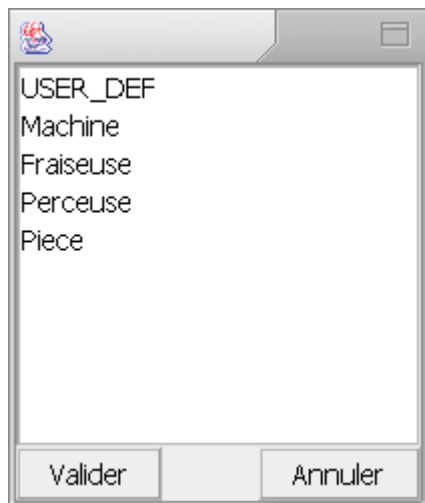 USER_DEF
Machine
Fraiseuse
Perceuse
Piece
Valider Annuler